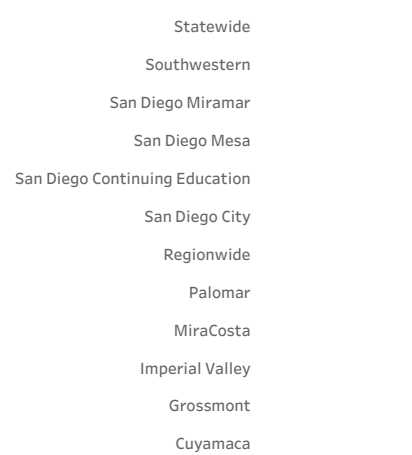 Statewide
Southwestern
San Diego Miramar
San Diego Mesa
San Diego Continuing Education
San Diego City
Regionwide
Palomar
MiraCosta
Imperial Valley
Grossmont
Cuyamaca